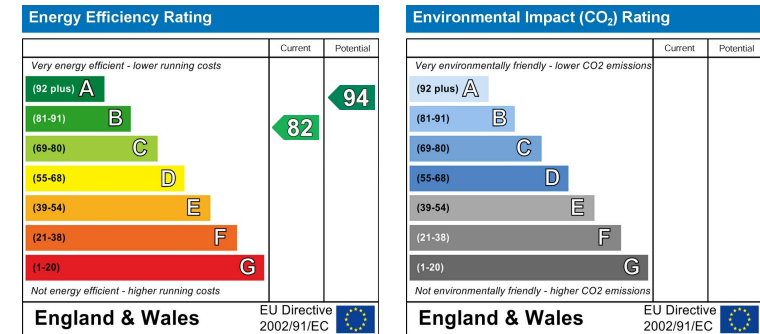 Energy Efficiency Rating
Current Potential
Very energy efficient - lower running costs
(92 plus) A
(81-91) B
(69-80) C
(55-68) D
(39-54) E
(21-38) F
(1-20) G
82
94
Not energy efficient - higher running costs
England & Wales
EU Directive
2002/91/EC
Environmental Impact (CO₂) Rating
Current Potential
Very environmentally friendly - lower CO2 emissions
(92 plus) A
(81-91) B
(69-80) C
(55-68) D
(39-54) E
(21-38) F
(1-20) G
Not environmentally friendly - higher CO2 emissions
England & Wales
EU Directive
2002/91/EC